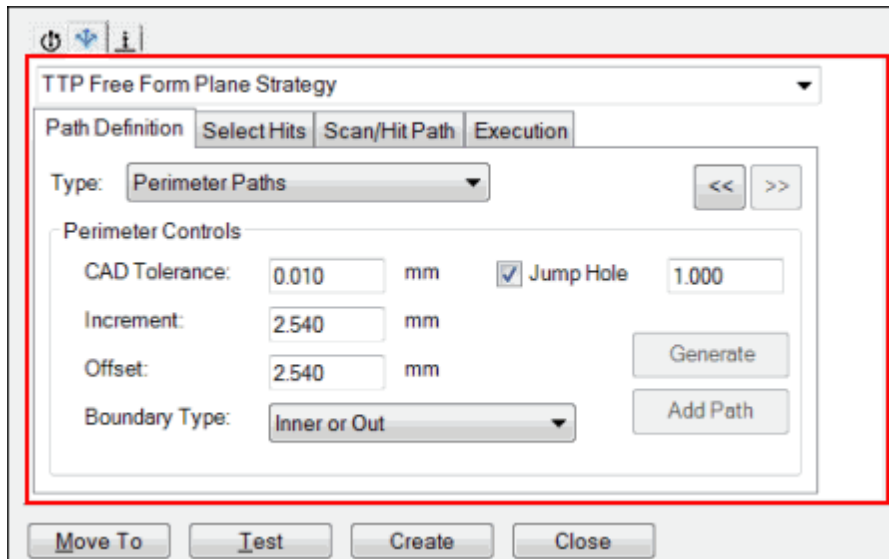 TTP Free Form Plane Strategy
Path Definition Select Hits Scan/Hit Path Execution
Type: Perimeter Paths << >>
Perimeter Controls
CAD Tolerance: 0.010 mm Jump Hole 1.000
Increment: 2.540 mm
Offset: 2.540 mm
Generate
Boundary Type: Inner or Out
Add Path
Move To Test Create Close